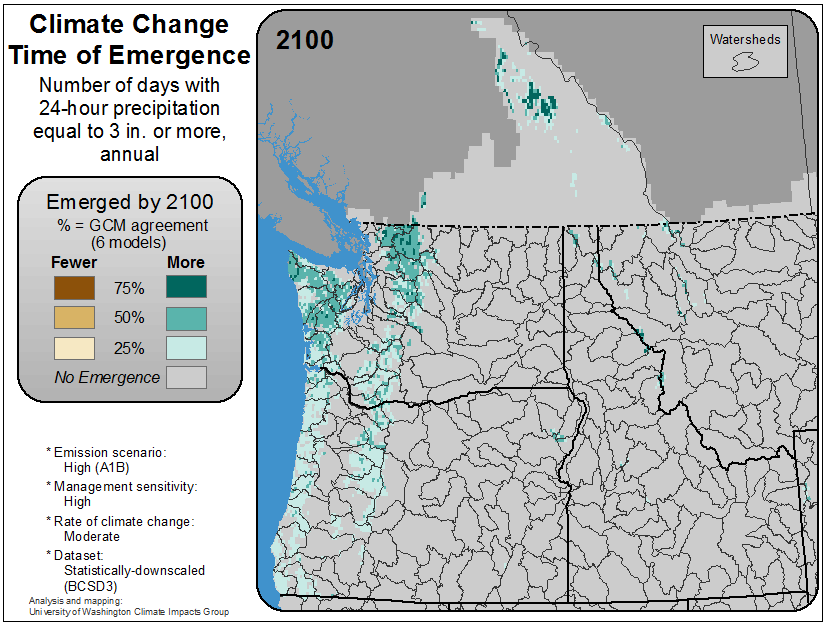 Climate Change
Time of Emergence
Number of days with
24-hour precipitation
equal to 3 in. or more,
annual
2100
Watersheds
Emerged by 2100
% = GCM agreement
(6 models)
Fewer More
75%
50%
25%
No Emergence
* Emission scenario:
High (A1B)
* Management sensitivity:
High
* Rate of climate change:
Moderate
* Dataset:
Statistically-downscaled
(BCSD3)
Analysis and mapping:
University of Washington Climate Impacts Group